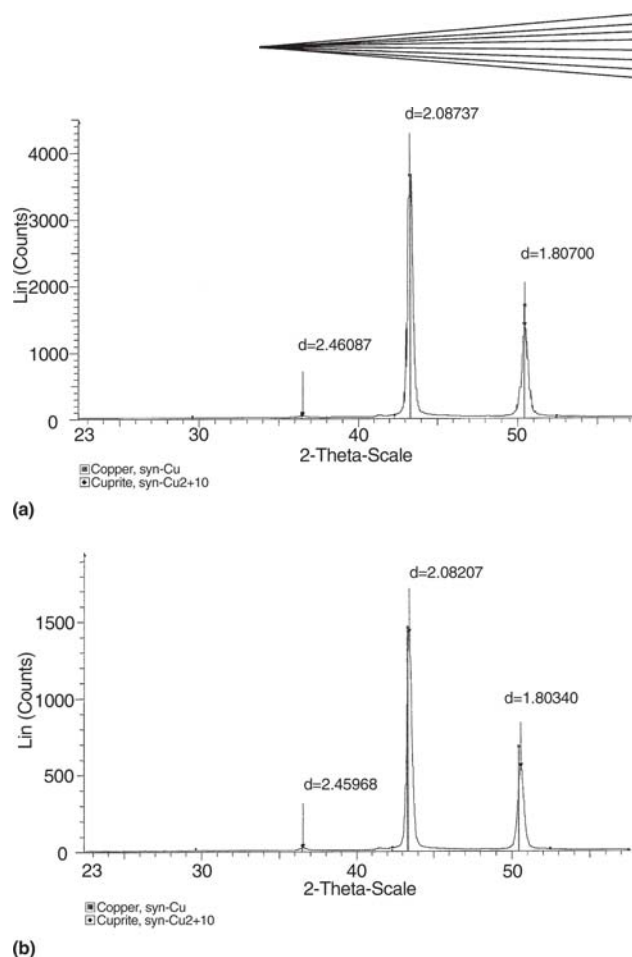 d=2.08737
4000
d=1.80700
3000
Lin (Counts)
2000
d=2.46087
1000
0
23 30 40 50
2-Theta-Scale
Copper, syn-Cu
Cuprite, syn-Cu2+10
(a)
d=2.08207
1500
d=1.80340
1000
Lin (Counts)
d=2.45968
500
0
23 30 40 50
2-Theta-Scale
Copper, syn-Cu
Cuprite, syn-Cu2+10
(b)